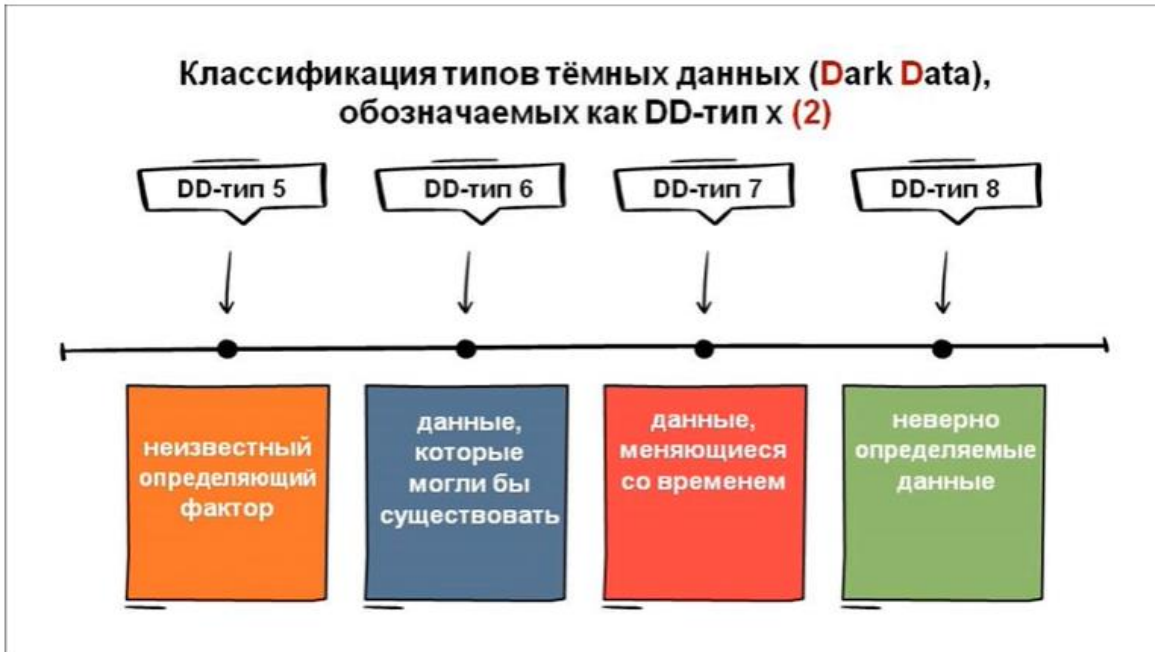 Классификация типов тёмных данных (Dark Data),
обозначаемых как DD-тип х (2)
DD-тип 5
DD-тип 6
DD-тип 7
DD-тип 8
неизвестный
определяющий
фактор
данные,
которые
могли бы
существовать
данные,
меняющиеся
со временем
неверно
определяемые
данные